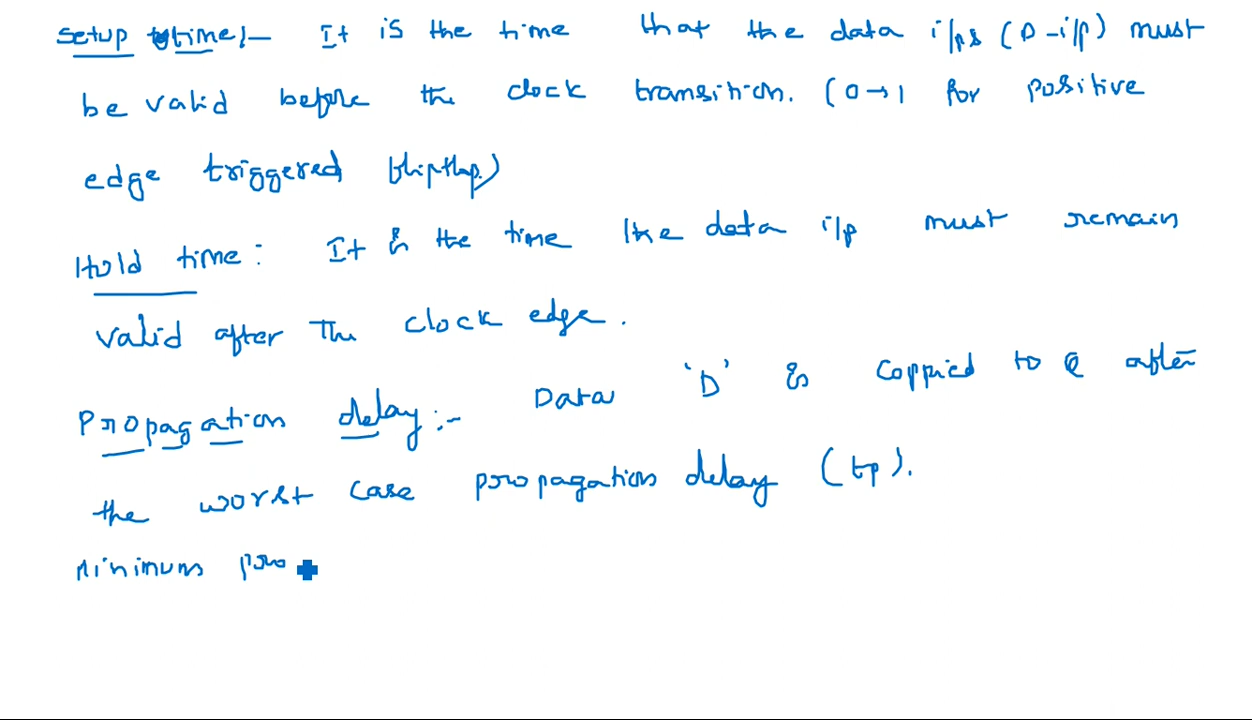 setup time:- It is the time that the data i/ps (D-i/p) must
be valid before the clock transition. (0→1 for positive
edge triggered flipflop.)
Hold time: It is the time the data i/p must remain
valid after the clock edge.
Propagation delay:- Data 'D' is coppied to Q after
the worst case propagation delay (tp).
Minimum pro